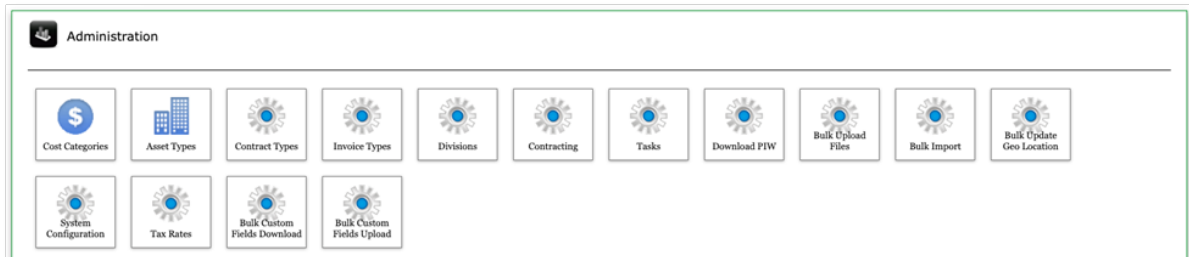 Administration
$
Cost Categories
Asset Types
Contract Types
Invoice Types
Divisions
Contracting
Tasks
Download PIW
Bulk Upload
Files
Bulk Import
Bulk Update
Geo Location
System
Configuration
Tax Rates
Bulk Custom
Fields Download
Bulk Custom
Fields Upload